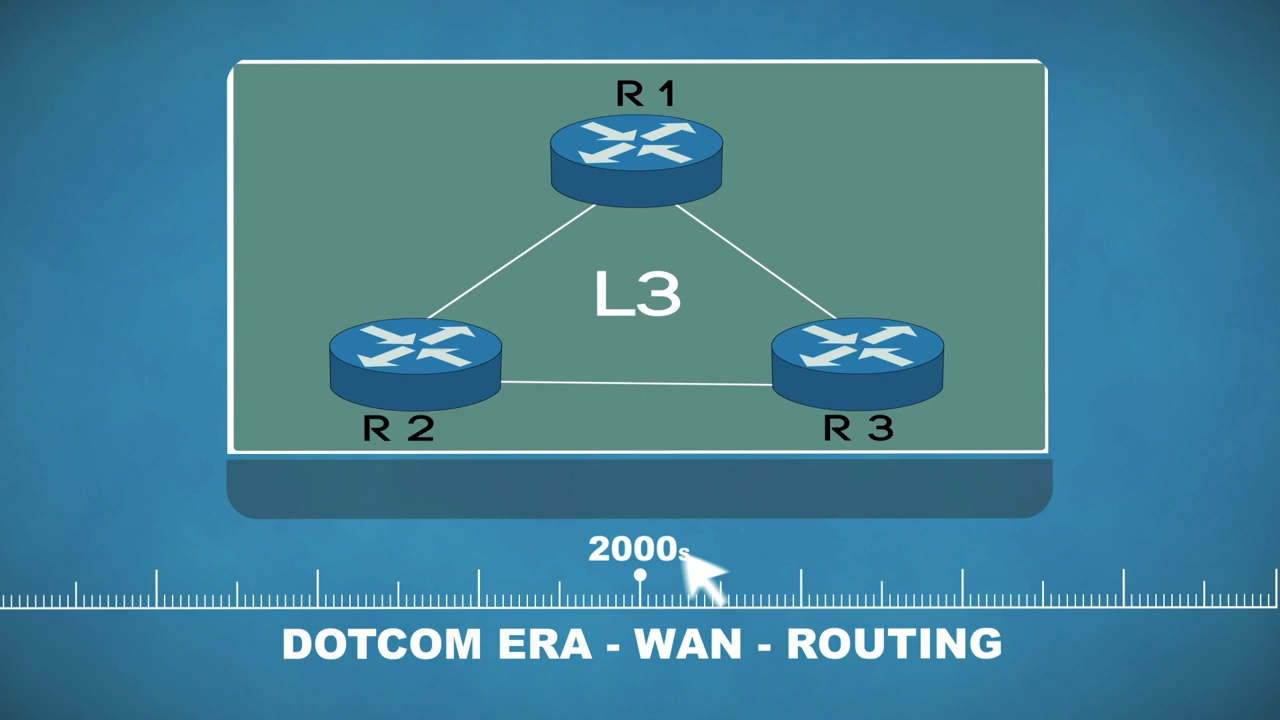 R 1
L3
R 2
R 3
2000s
DOTCOM ERA - WAN - ROUTING